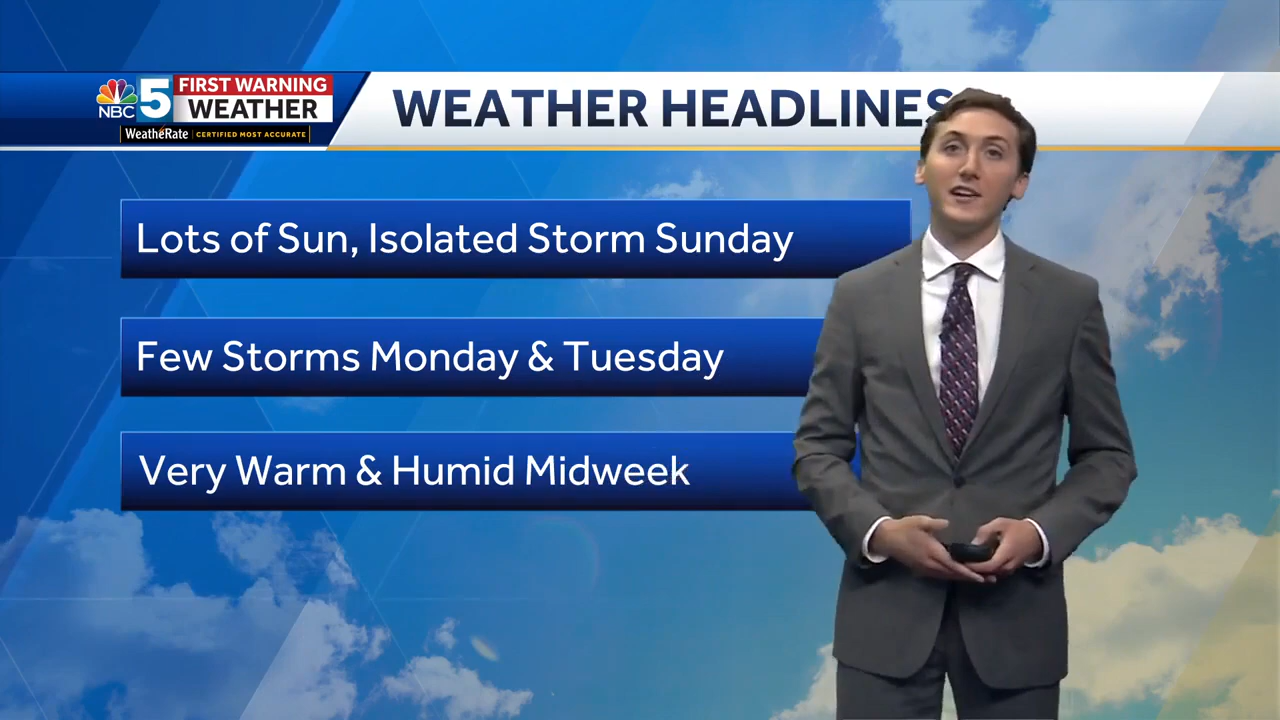 NBC 5 FIRST WARNING
WEATHER
WeatheRate CERTIFIED MOST ACCURATE
WEATHER HEADLINES
Lots of Sun, Isolated Storm Sunday
Few Storms Monday & Tuesday
Very Warm & Humid Midweek